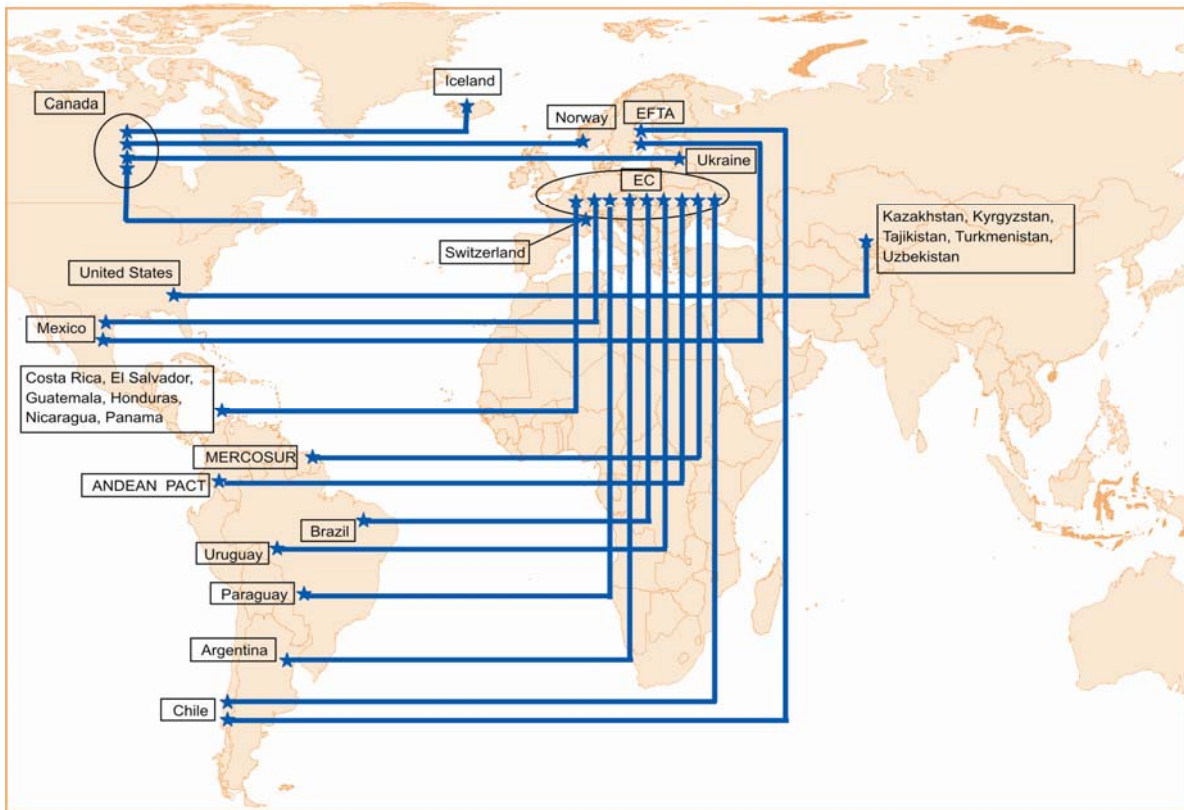 Iceland
Canada
Norway
EFTA
Ukraine
EC
Switzerland
Kazakhstan, Kyrgyzstan,
Tajikistan, Turkmenistan,
Uzbekistan
United States
Mexico
Costa Rica, El Salvador,
Guatemala, Honduras,
Nicaragua, Panama
MERCOSUR
ANDEAN PACT
Brazil
Uruguay
Paraguay
Argentina
Chile